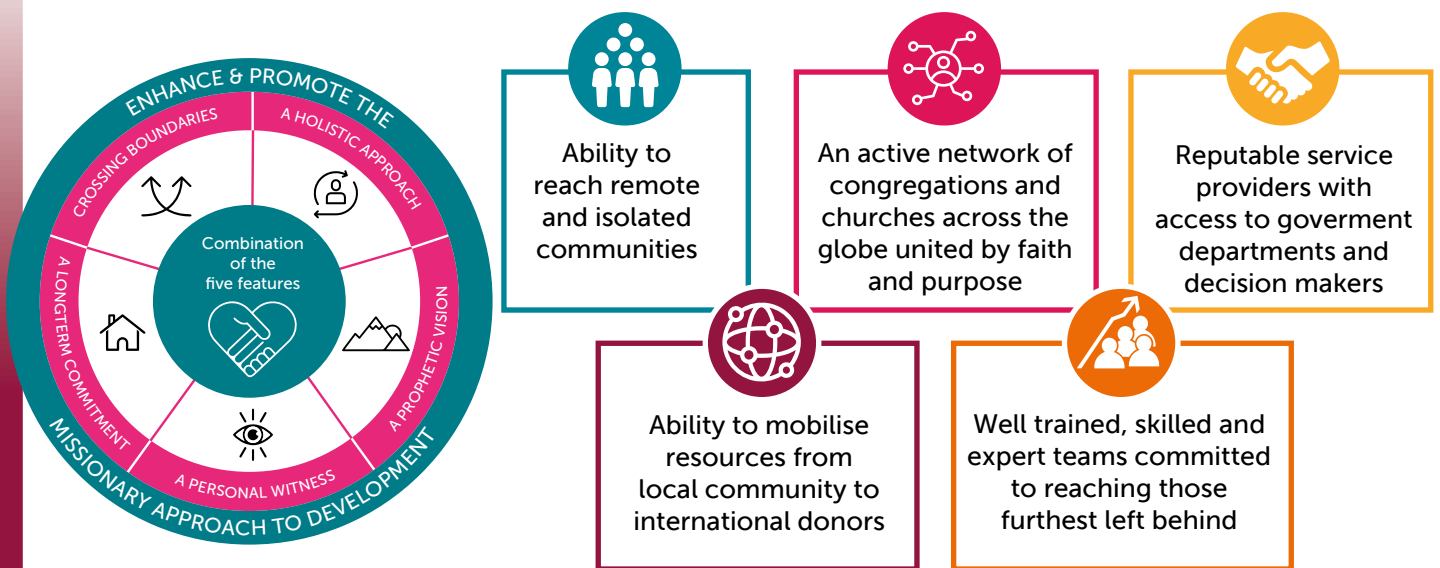 ENHANCE & PROMOTE THE
MISSIONARY APPROACH TO DEVELOPMENT
CROSSING BOUNDARIES
A HOLISTIC APPROACH
A PROPHETIC VISION
A PERSONAL WITNESS
A LONGTERM COMMITMENT
Combination
of the
five features
Ability to
reach remote
and isolated
communities
An active network of
congregations and
churches across the
globe united by faith
and purpose
Reputable service
providers with
access to goverment
departments and
decision makers
Ability to mobilise
resources from
local community to
international donors
Well trained, skilled and
expert teams committed
to reaching those
furthest left behind